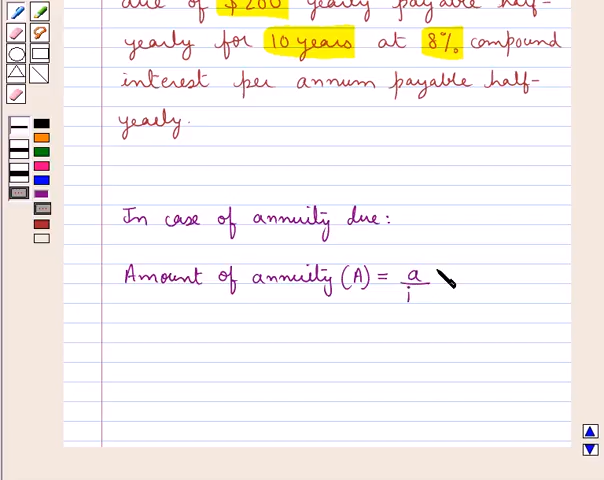 due of $200 yearly payable half-
yearly for 10 years at 8% compound
interest per annum payable half-
yearly.
In case of annuity due:
Amount of annuity (A) = a/i